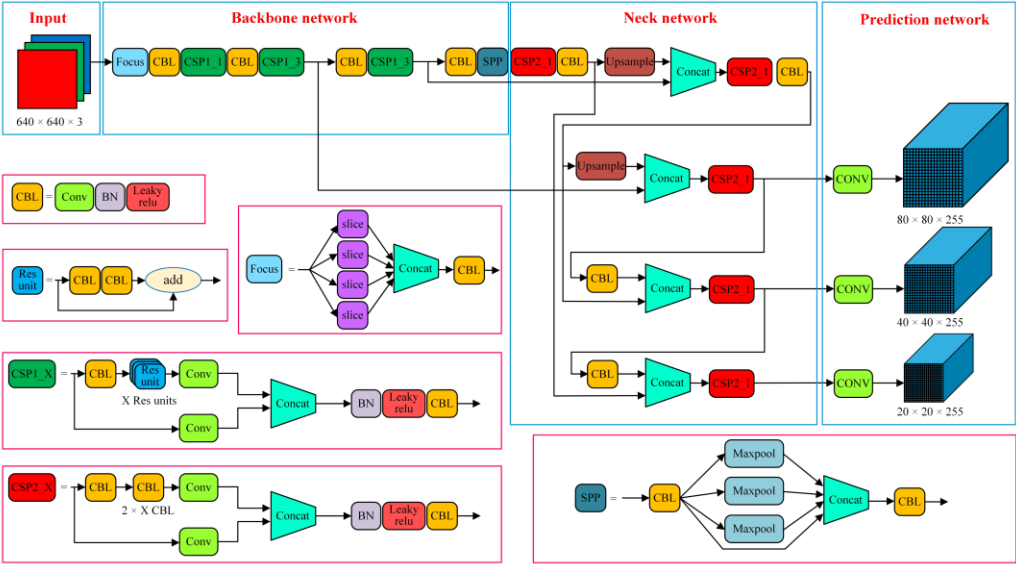 Input
Backbone network
Neck network
Prediction network
Focus CBL CSP1_1 CBL CSP1_3 CBL CSP1_3 CBL SPP CSP2_1 CBL Upsample Concat CSP2_1 CBL
640 × 640 × 3
Upsample Concat CSP2_1 CONV
80 × 80 × 255
CBL = Conv BN Leaky relu
Focus = slice slice slice slice Concat CBL
Res unit = CBL CBL add
CBL Concat CSP2_1 CONV
40 × 40 × 255
CSP1_X = CBL Res unit Conv
X Res units
Conv
Concat BN Leaky relu CBL
CBL Concat CSP2_1 CONV
20 × 20 × 255
CSP2_X = CBL CBL Conv
2 × X CBL
Conv
Concat BN Leaky relu CBL
SPP = CBL Maxpool Maxpool Maxpool Concat CBL